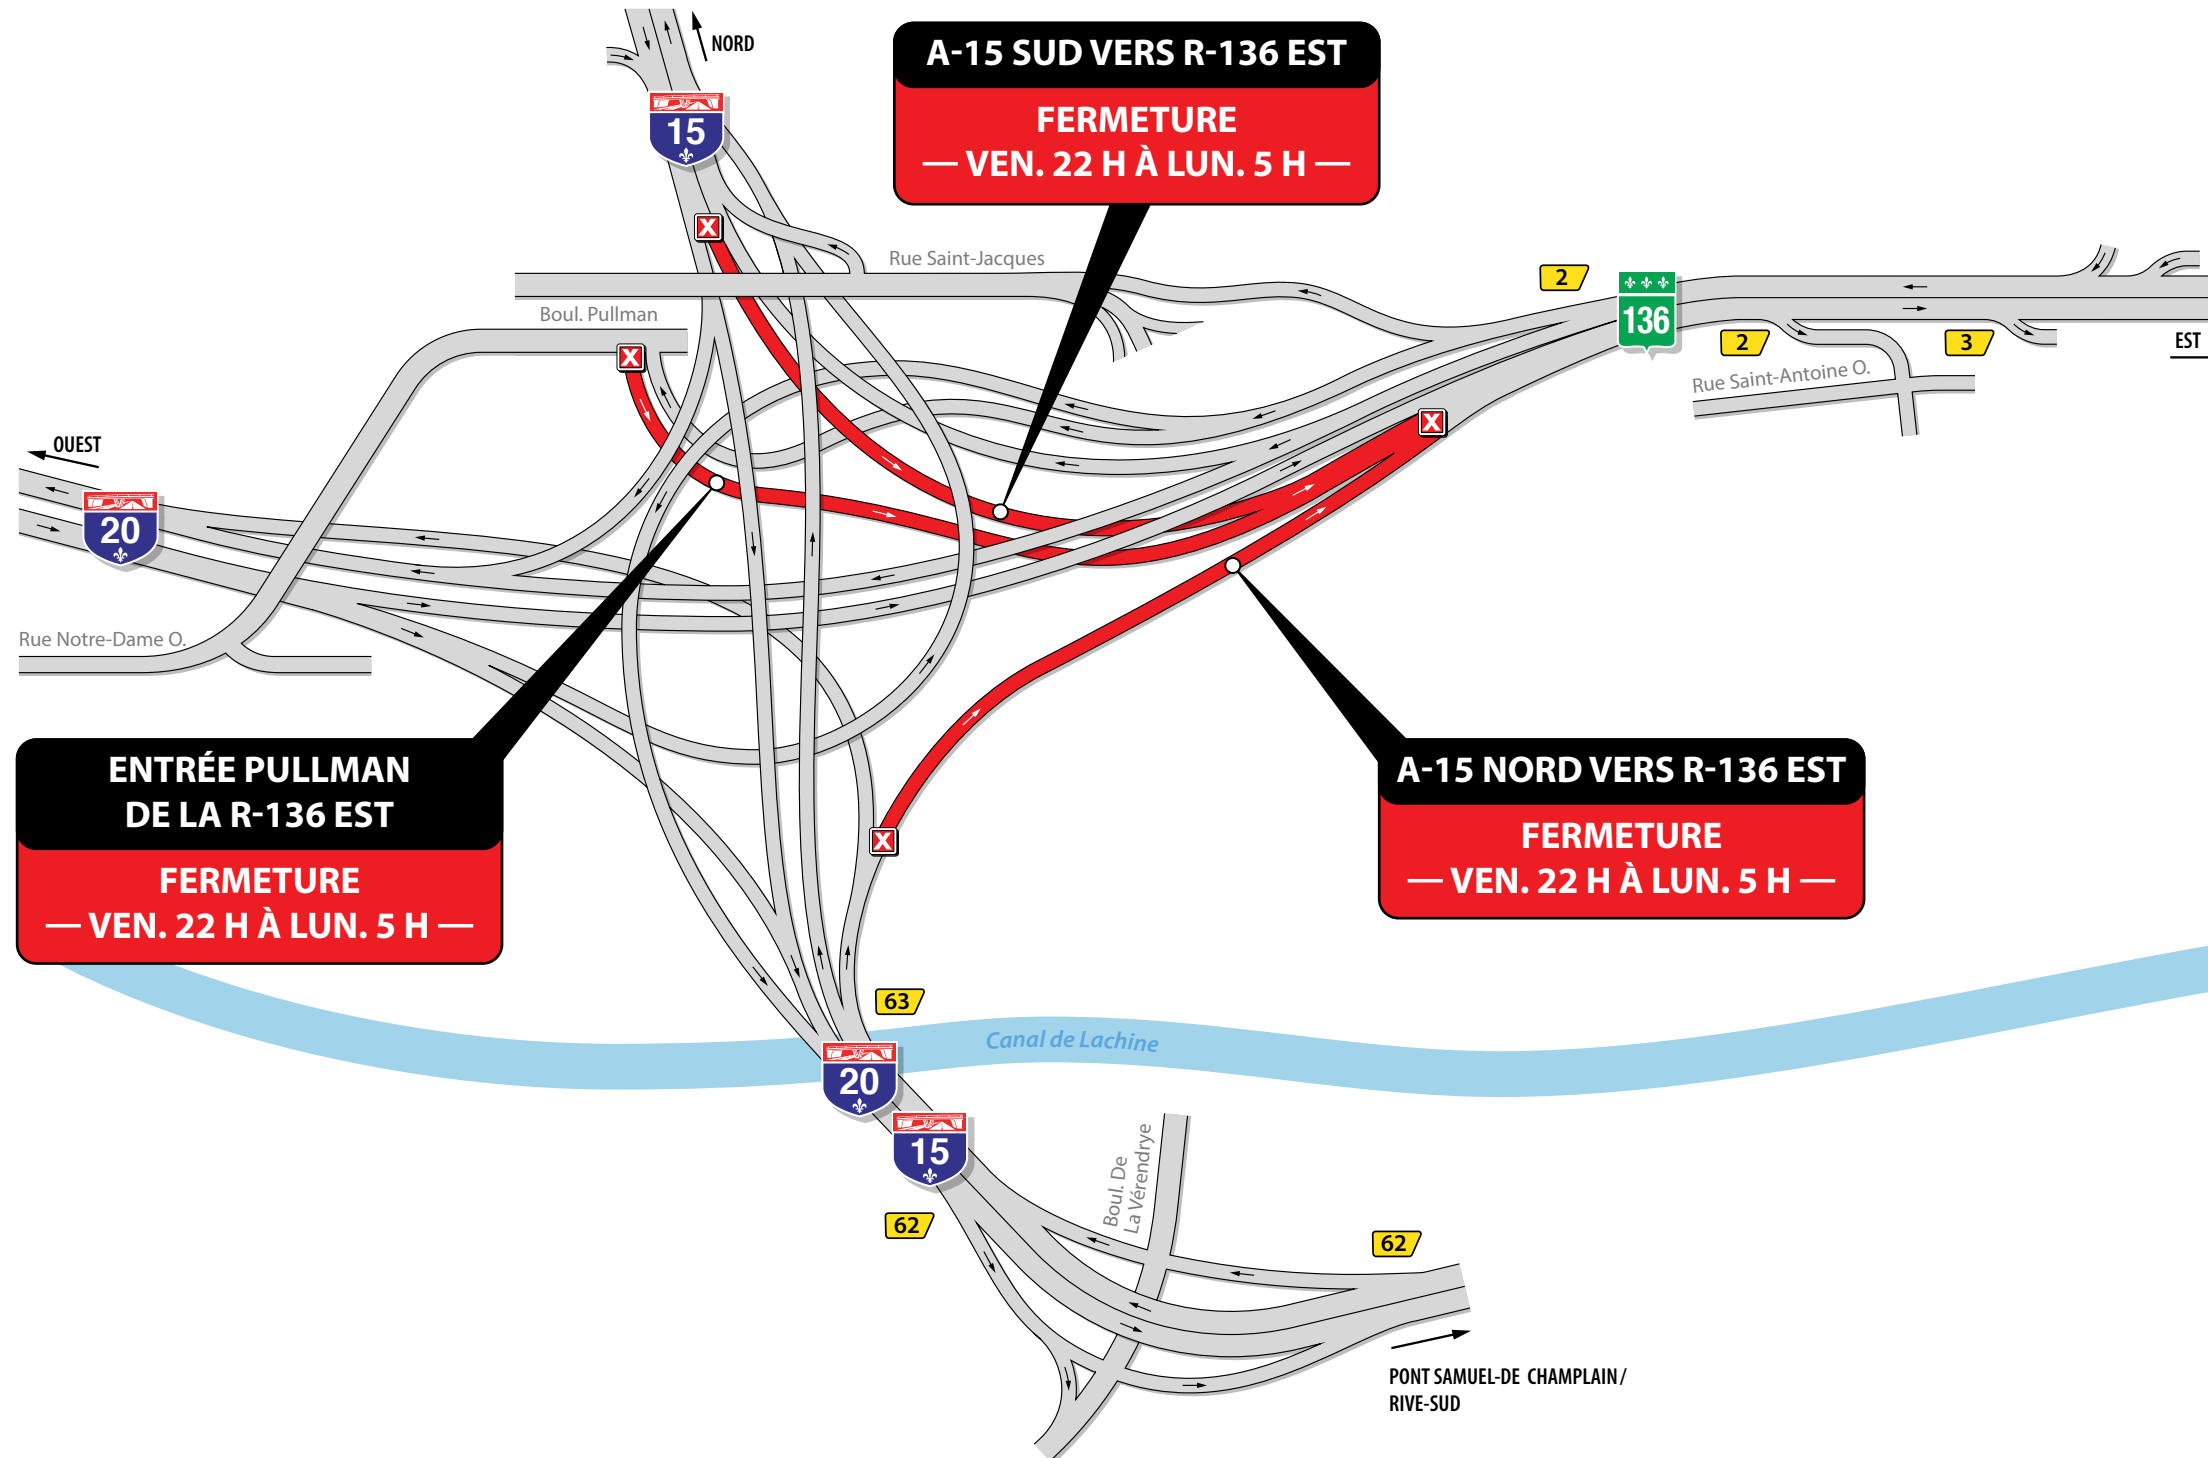 NORD
15
A-15 SUD VERS R-136 EST
FERMETURE
— VEN. 22 H À LUN. 5 H —
X
Rue Saint-Jacques
2
136
Boul. Pullman
X
2
3
EST
Rue Saint-Antoine O.
X
OUEST
20
Rue Notre-Dame O.
ENTRÉE PULLMAN
DE LA R-136 EST
FERMETURE
— VEN. 22 H À LUN. 5 H —
A-15 NORD VERS R-136 EST
FERMETURE
— VEN. 22 H À LUN. 5 H —
X
63
Canal de Lachine
20
15
Boul. De
La Vérendrye
62
62
PONT SAMUEL-DE CHAMPLAIN/
RIVE-SUD